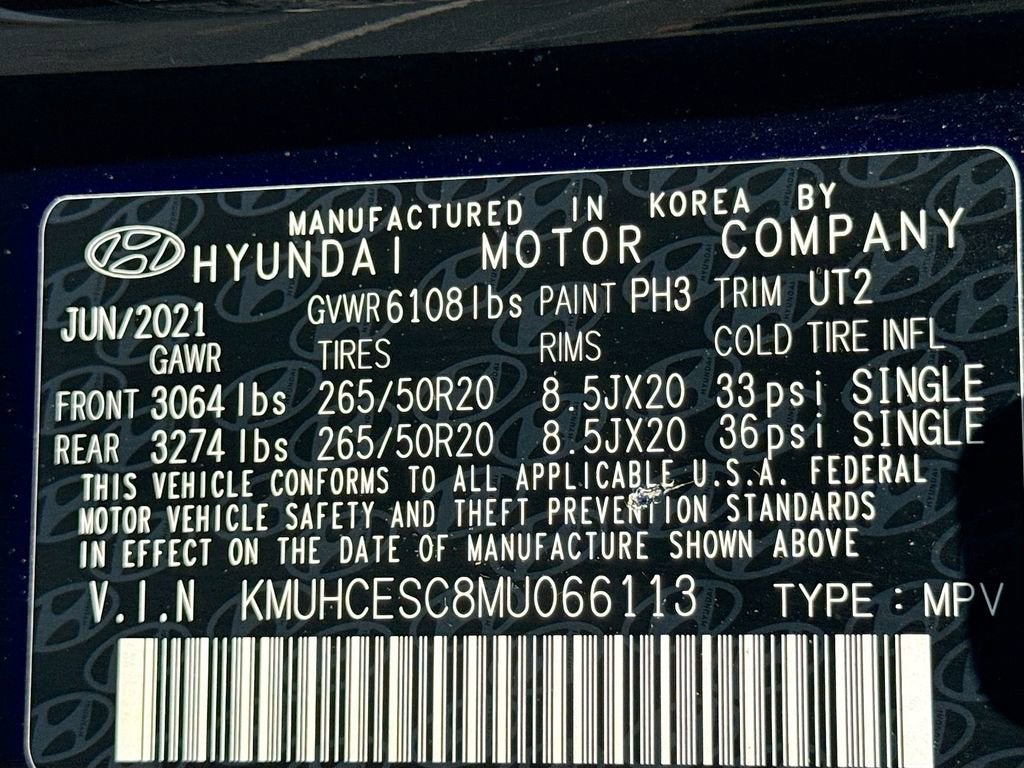 MANUFACTURED IN KOREA BY
HYUNDAI MOTOR COMPANY
JUN/2021 GVWR 6108 lbs PAINT PH3 TRIM UT2
GAWR TIRES RIMS COLD TIRE INFL
FRONT 3064 lbs 265/50R20 8.5JX20 33psi SINGLE
REAR 3274 lbs 265/50R20 8.5JX20 36psi SINGLE
THIS VEHICLE CONFORMS TO ALL APPLICABLE U.S.A. FEDERAL
MOTOR VEHICLE SAFETY AND THEFT PREVENTION STANDARDS
IN EFFECT ON THE DATE OF MANUFACTURE SHOWN ABOVE
V.I.N KMUHCESC8MU066113 TYPE : MPV